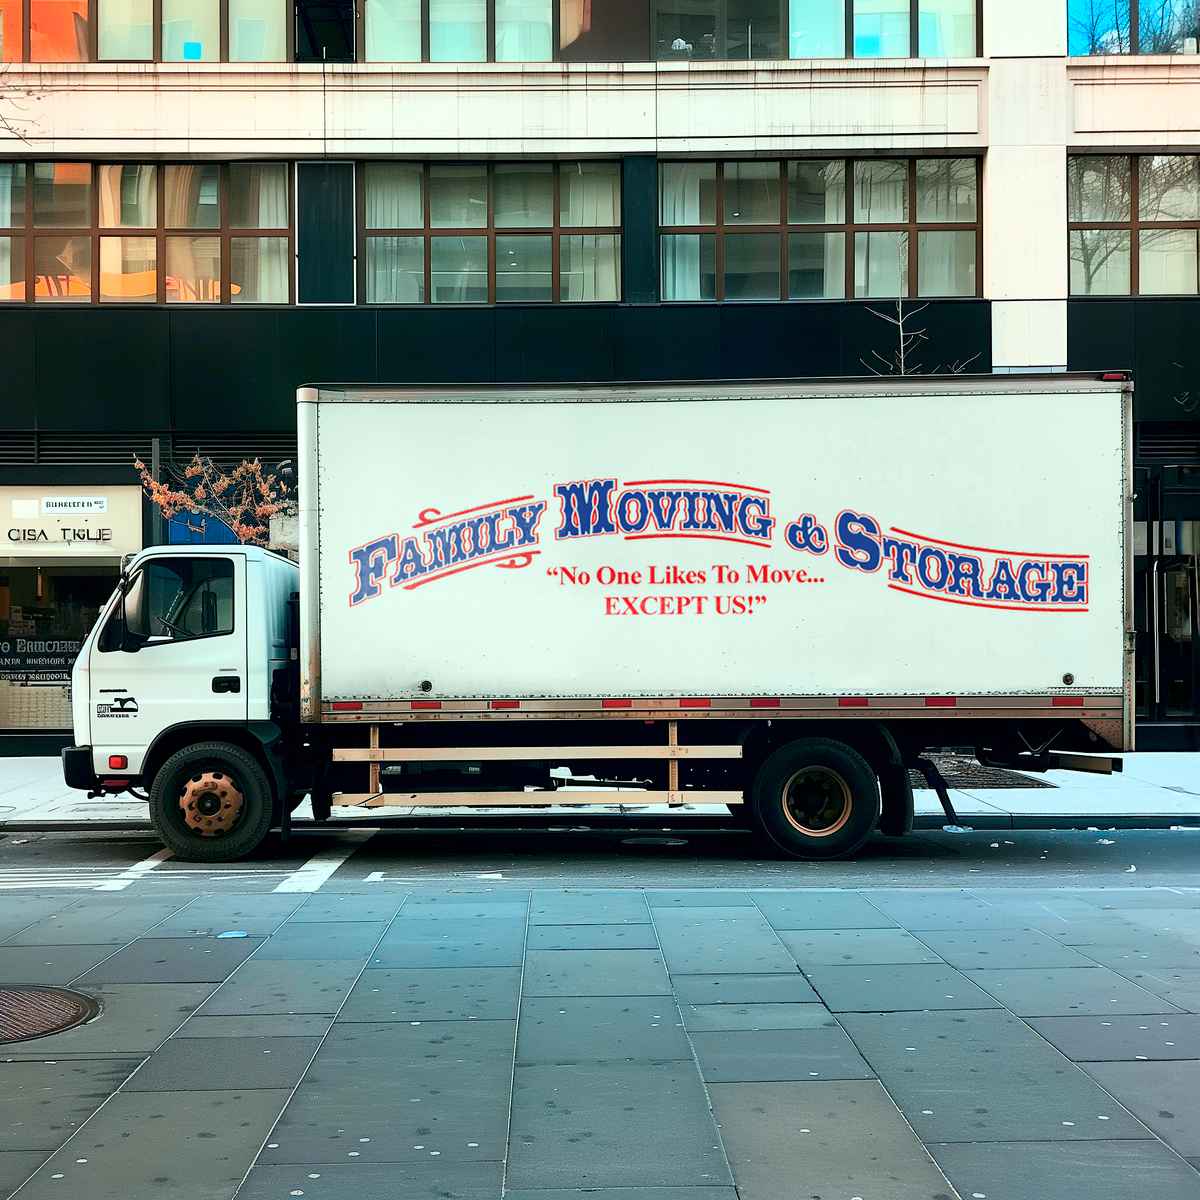 FAMILY MOVING & STORAGE
“No One Likes To Move...
EXCEPT US!”